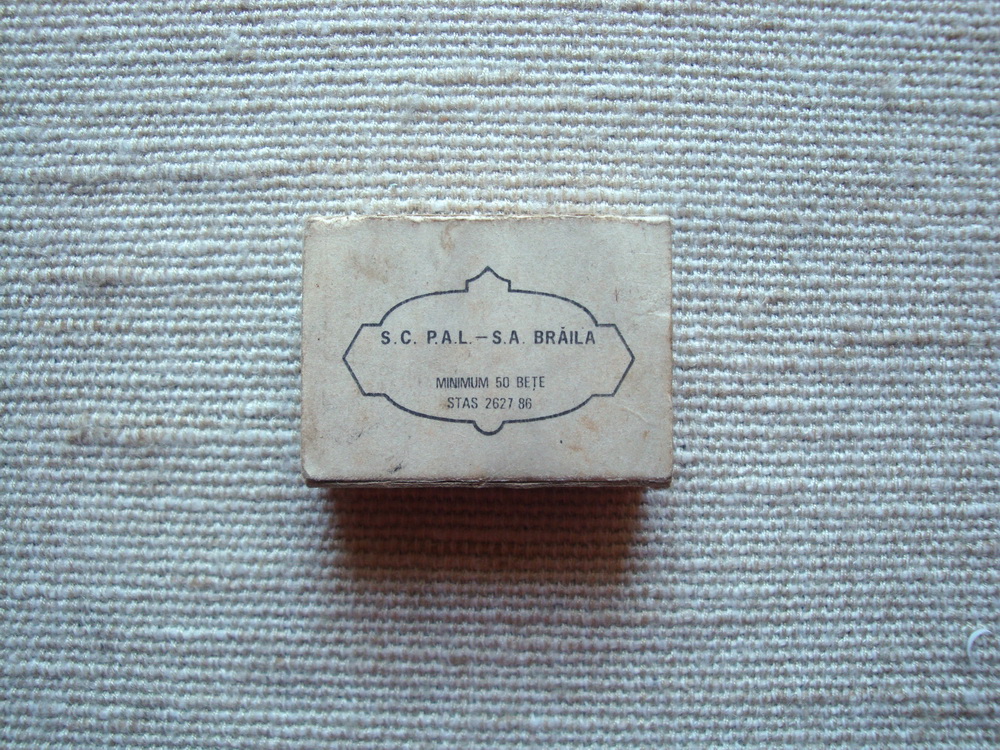 S.C. P.A.L.–S.A. BRĂILA
MINIMUM 50 BEȚE
STAS 2627 86